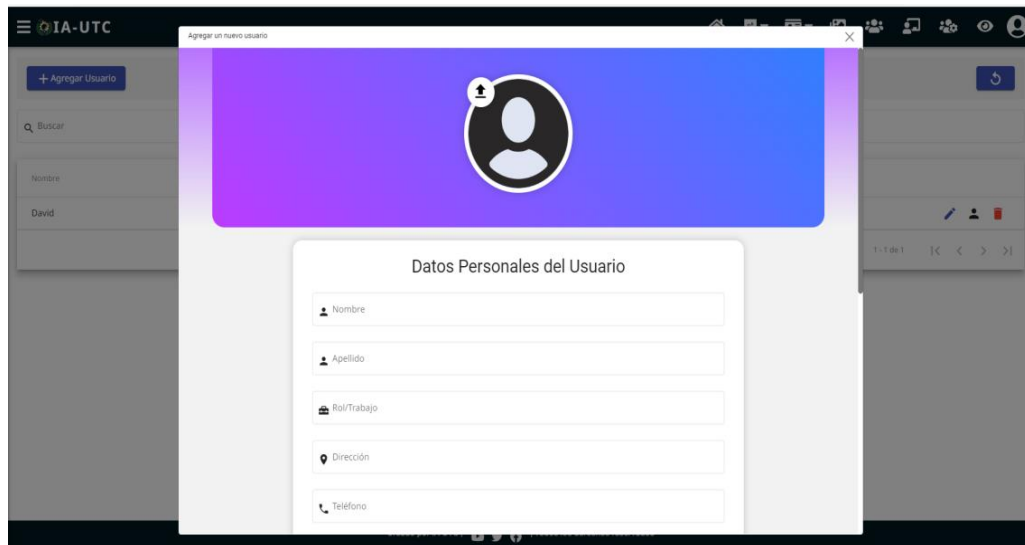 IA-UTC
Agregar un nuevo usuario
+ Agregar Usuario
Buscar
Nombre
David
1 - 1 de 1
Datos Personales del Usuario
Nombre
Apellido
Rol/Trabajo
Dirección
Teléfono